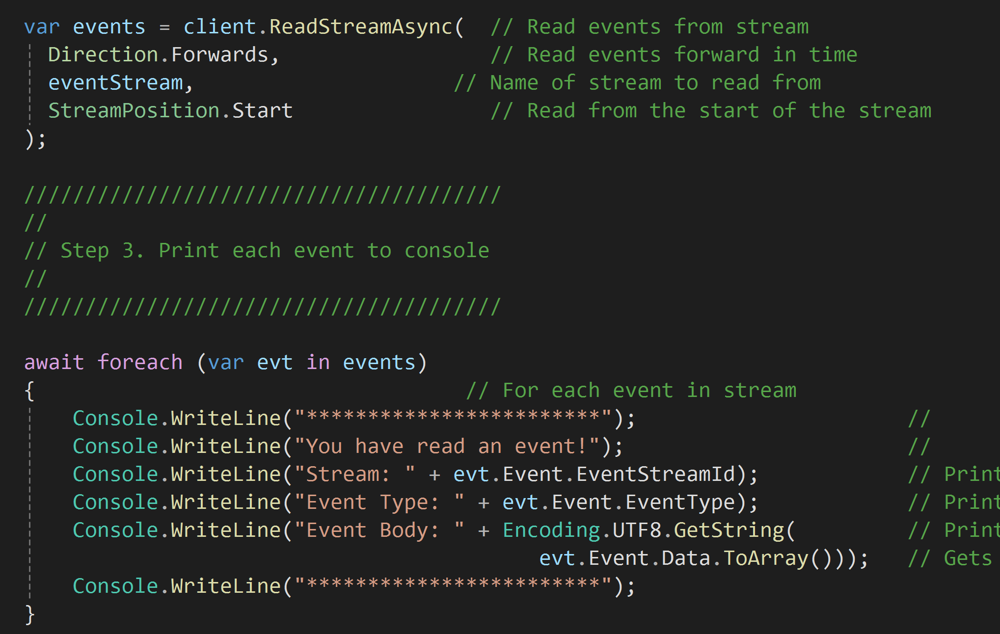 var events = client.ReadStreamAsync(  // Read events from stream
  Direction.Forwards,                 // Read events forward in time
  eventStream,                     // Name of stream to read from
  StreamPosition.Start                // Read from the start of the stream
);
///////////////////////////////////////
//
// Step 3. Print each event to console
//
///////////////////////////////////////
await foreach (var evt in events)
{                                   // For each event in stream
    Console.WriteLine("************************");                      //
    Console.WriteLine("You have read an event!");                       //
    Console.WriteLine("Stream: " + evt.Event.EventStreamId);            // Print
    Console.WriteLine("Event Type: " + evt.Event.EventType);            // Print
    Console.WriteLine("Event Body: " + Encoding.UTF8.GetString(         // Print
                                          evt.Event.Data.ToArray()));   // Gets
    Console.WriteLine("************************");
}